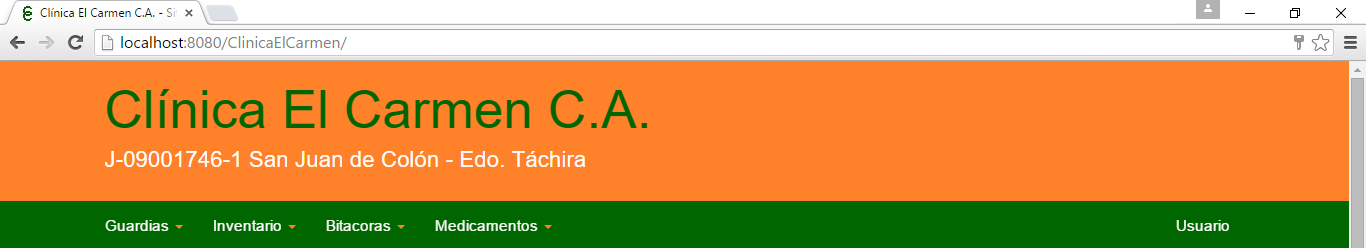 Clínica El Carmen C.A. - Si
localhost:8080/ClinicaElCarmen/
Clínica El Carmen C.A.
J-09001746-1 San Juan de Colón - Edo. Táchira
Guardias Inventario Bitacoras Medicamentos Usuario